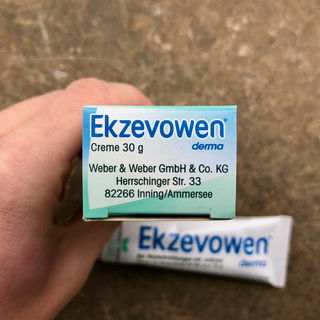 Ekzevowen®
derma
Creme 30 g
Weber & Weber GmbH & Co. KG
Herrschinger Str. 33
82266 Inning/Ammersee
Ekzevowen®
derma